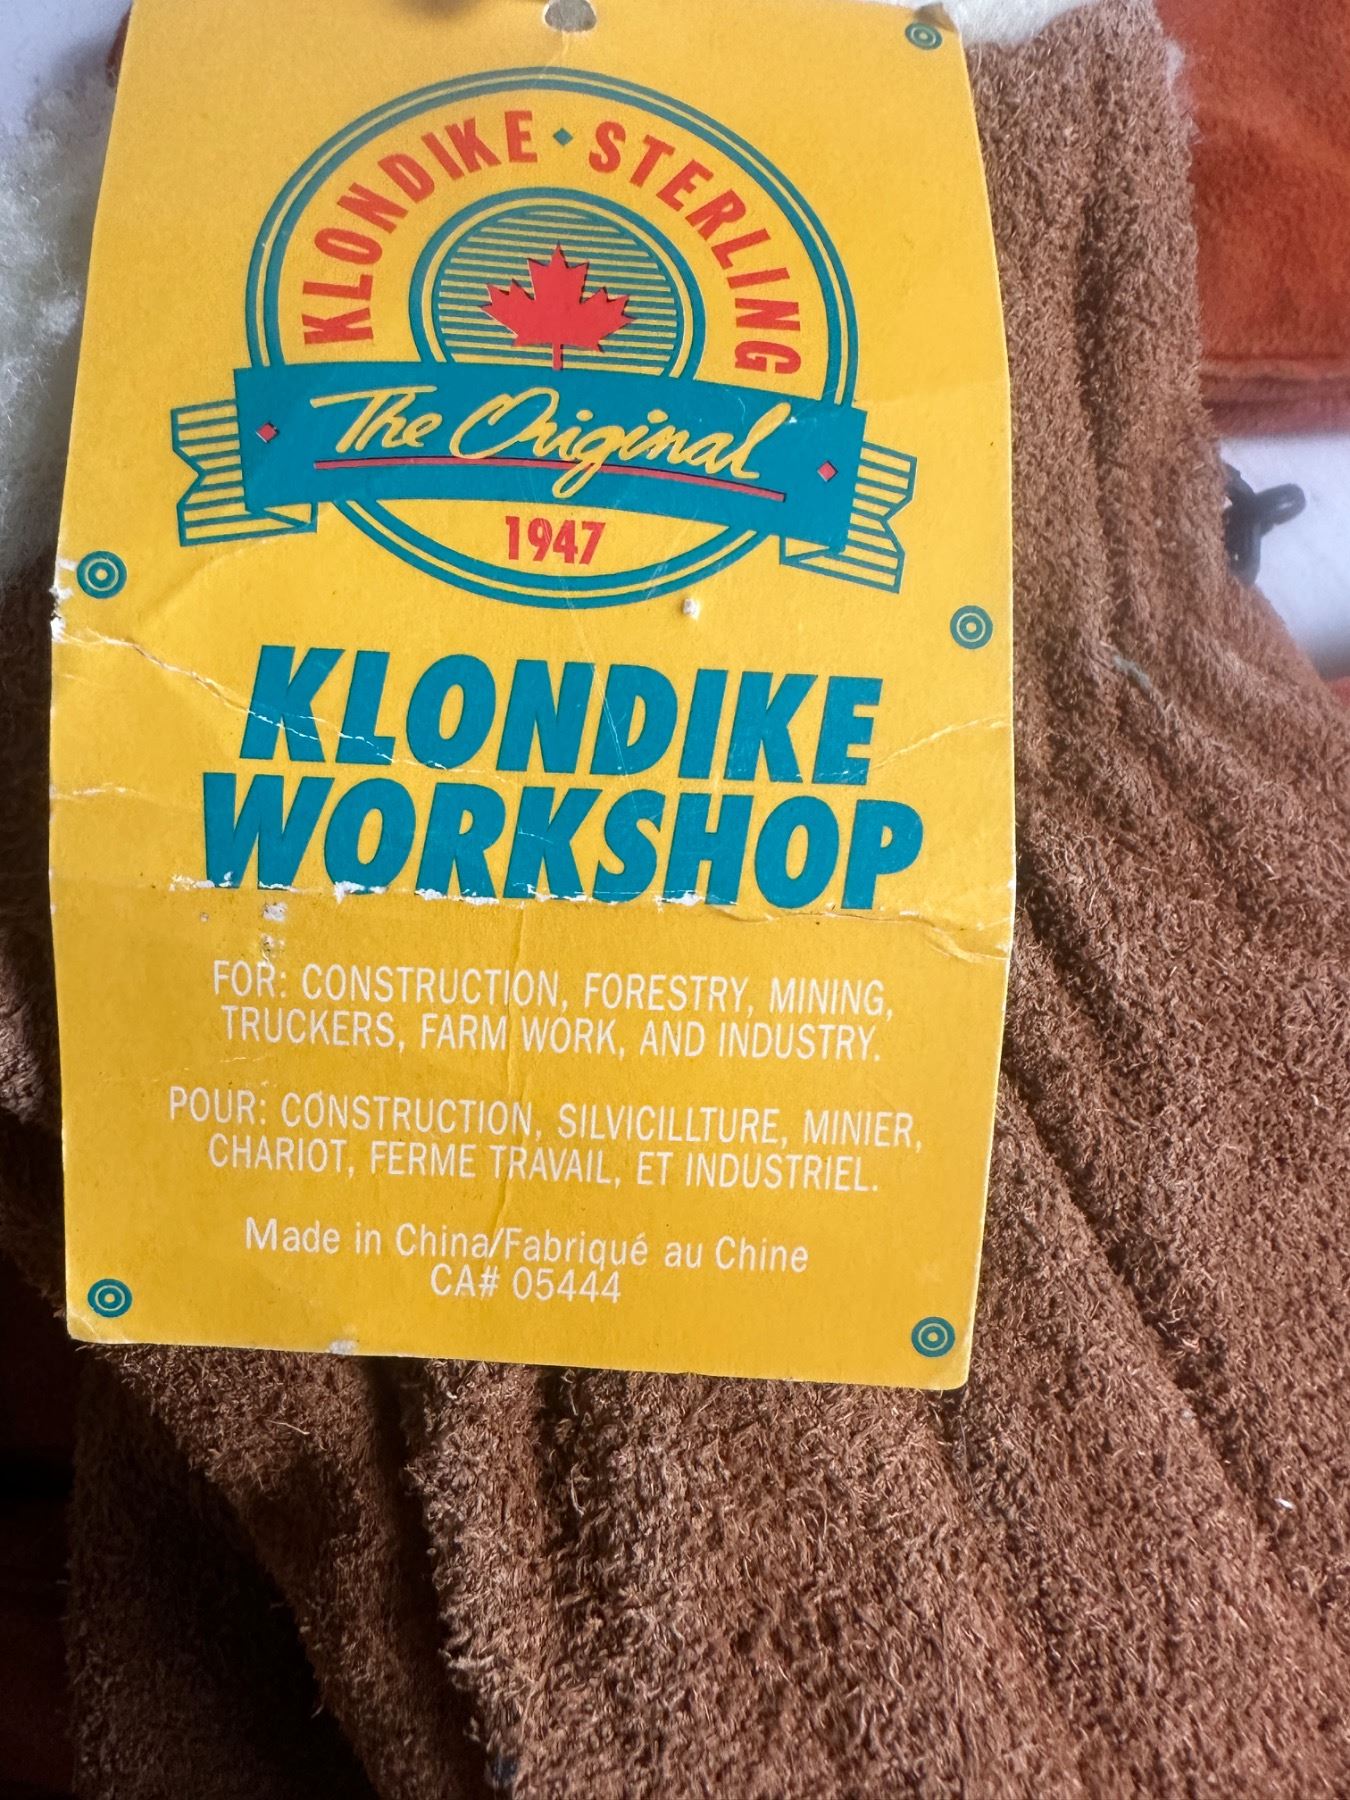 KLONDIKE • STERLING
The Original
1947
KLONDIKE
WORKSHOP
FOR: CONSTRUCTION, FORESTRY, MINING,
TRUCKERS, FARM WORK, AND INDUSTRY.
POUR: CONSTRUCTION, SILVICILLTURE, MINIER,
CHARIOT, FERME TRAVAIL, ET INDUSTRIEL.
Made in China/Fabriqué au Chine
CA# 05444